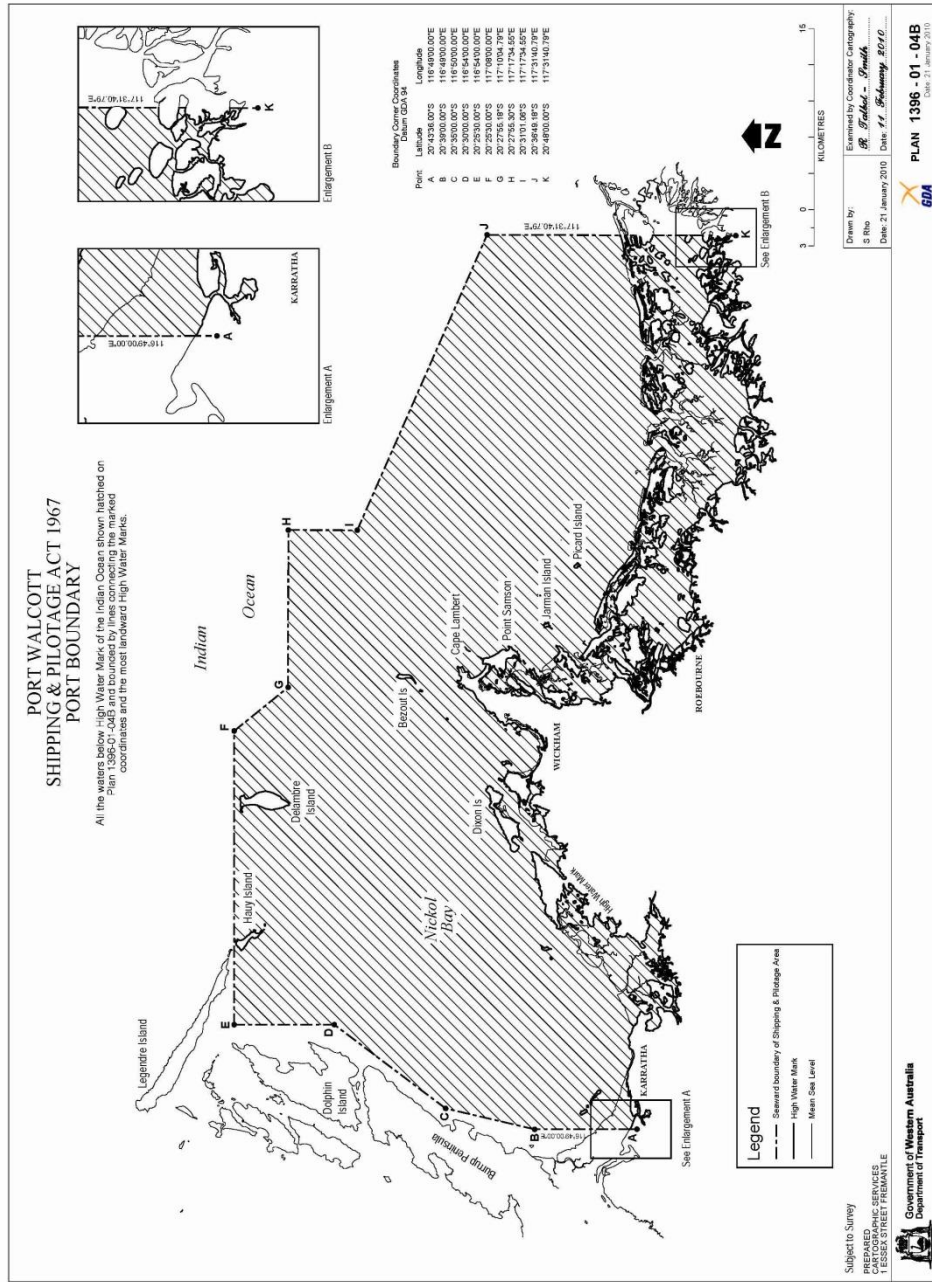 PORT WALCOTT
SHIPPING & PILOTAGE ACT 1967
PORT BOUNDARY
All the waters below High Water Mark of the Indian Ocean shown hatched on
Plan 1396-01-04B and bounded by lines connecting the marked
coordinates and the most landward High Water Marks.
116°49'00.00"E
A
KARRATHA
Enlargement A
117°31'40.79"E
K
Enlargement B
Boundary Corner Coordinates
Datum GDA 94
Point Latitude Longitude
A 20°43'36.00"S 116°49'00.00"E
B 20°39'00.00"S 116°49'00.00"E
C 20°35'00.00"S 116°50'00.00"E
D 20°30'00.00"S 116°54'00.00"E
E 20°25'30.00"S 116°54'00.00"E
F 20°25'30.00"S 117°08'00.00"E
G 20°27'55.18"S 117°10'04.79"E
H 20°27'55.30"S 117°17'34.55"E
I 20°31'01.06"S 117°17'34.55"E
J 20°36'49.18"S 117°31'40.79"E
K 20°48'00.00"S 117°31'40.79"E
Indian
Ocean
Legendre Island
Hauy Island
Delambre
Island
E
F
G
H
I
J
D
Dolphin
Island
C
Burrup Peninsula
B
116°49'00.00"E
A
KARRATHA
See Enlargement A
Nickol
Bay
Bezout Is
Dixon Is
High Water Mark
WICKHAM
Cape Lambert
Point Samson
Jarman Island
Picard Island
ROEBOURNE
117°31'40.79"E
K
See Enlargement B
N
3 0 15
KILOMETRES
Legend
Seaward boundary of Shipping & Pilotage Area
High Water Mark
Mean Sea Level
Subject to Survey
PREPARED
CARTOGRAPHIC SERVICES
1 ESSEX STREET FREMANTLE
Government of Western Australia
Department of Transport
Drawn by:
S Rho
Date: 21 January 2010
Examined by Coordinator Cartography:
R Talbot - Smith
Date: 11 February 2010
GDA
PLAN 1396 - 01 - 04B
Date: 21 January 2010